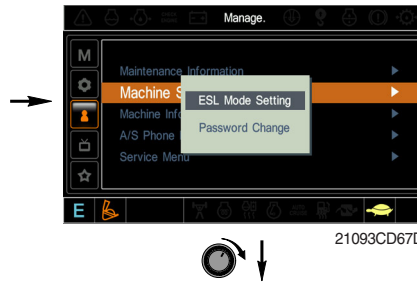 Manage.
M
Maintenance Information
Machine S
ESL Mode Setting
Machine Info
Password Change
A/S Phone
Service Menu
E
21093CD67D